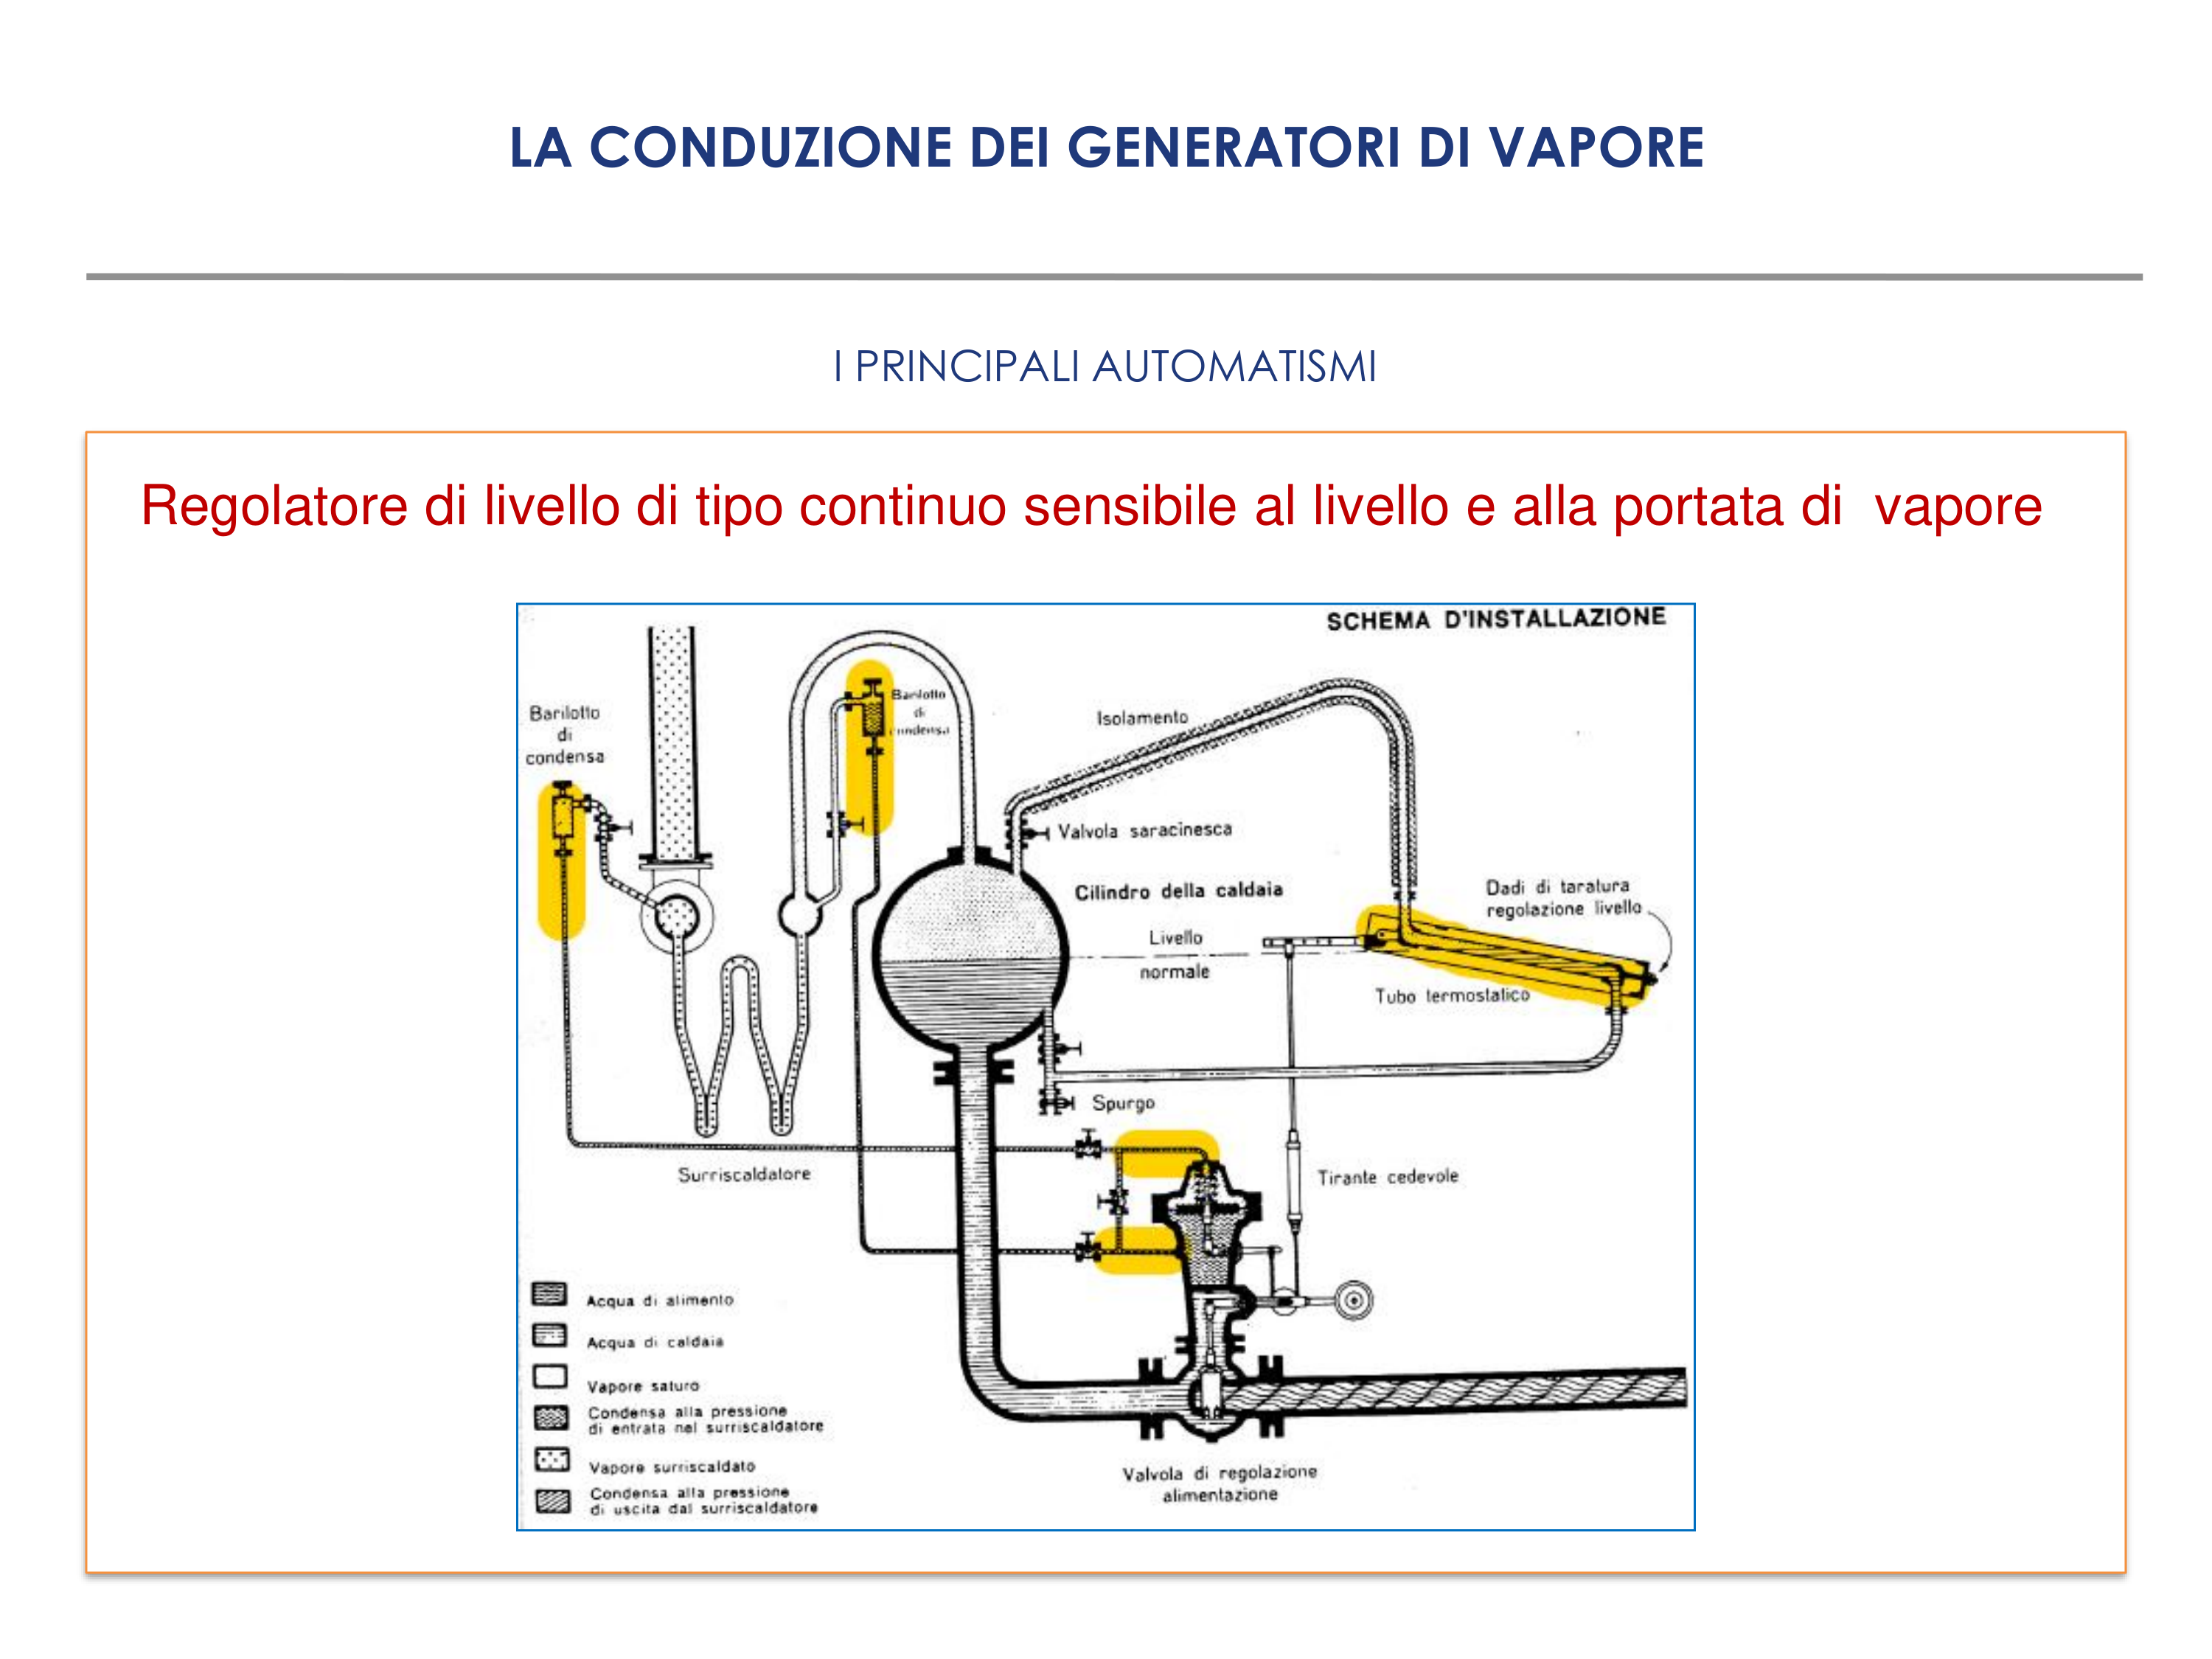 LA CONDUZIONE DEI GENERATORI DI VAPORE
I PRINCIPALI AUTOMATISMI
Regolatore di livello di tipo continuo sensibile al livello e alla portata di vapore
SCHEMA D'INSTALLAZIONE
Barilotto
di
condensa
Barilotto
di
condensa
Isolamento
Valvola saracinesca
Cilindro della caldaia
Dadi di taratura
regolazione livello
Livello
normale
Tubo termostatico
Spurgo
Surriscaldatore
Tirante cedevole
Acqua di alimento
Acqua di caldaia
Vapore saturo
Condensa alla pressione
di entrata nel surriscaldatore
Vapore surriscaldato
Condensa alla pressione
di uscita dal surriscaldatore
Valvola di regolazione
alimentazione